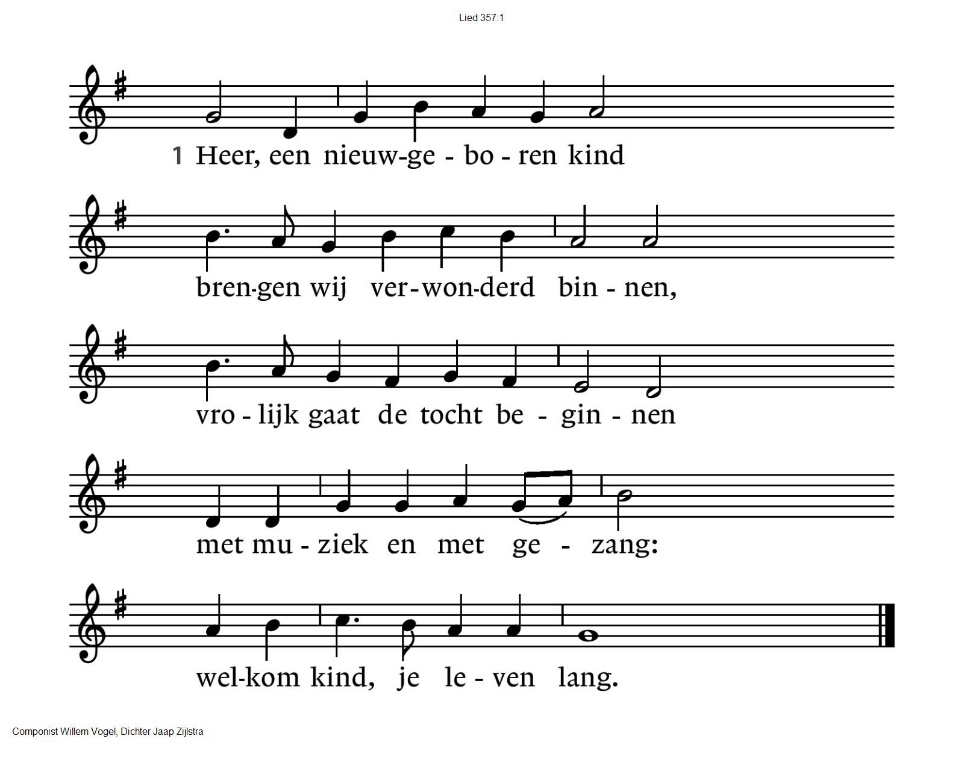 Lied 357:1
1 Heer, een nieuw-ge - bo - ren kind
bren-gen wij ver-won-derd bin - nen,
vro - lijk gaat de tocht be - gin - nen
met mu - ziek en met ge - zang:
wel-kom kind, je le - ven lang.
Componist Willem Vogel, Dichter Jaap Zijlstra